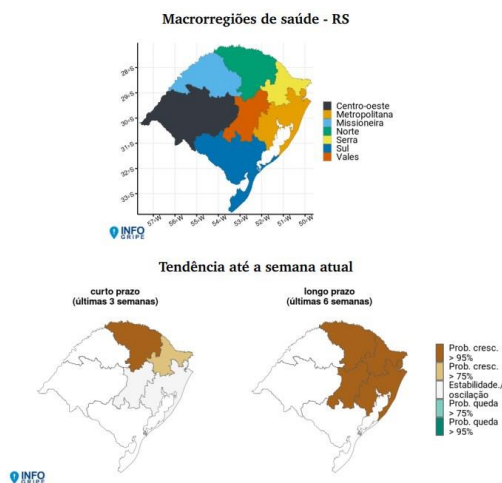 Macrorregiões de saúde - RS
28°S
29°S
30°S
31°S
32°S
33°S
57°W 56°W 55°W 54°W 53°W 52°W 51°W 50°W
Centro-oeste
Metropolitana
Missioneira
Norte
Serra
Sul
Vales
INFO
GRIPE
Tendência até a semana atual
curto prazo
(últimas 3 semanas)
longo prazo
(últimas 6 semanas)
Prob. cresc.
> 95%
Prob. cresc.
> 75%
Estabilidade./
oscilação
Prob. queda
> 75%
Prob. queda
> 95%
INFO
GRIPE